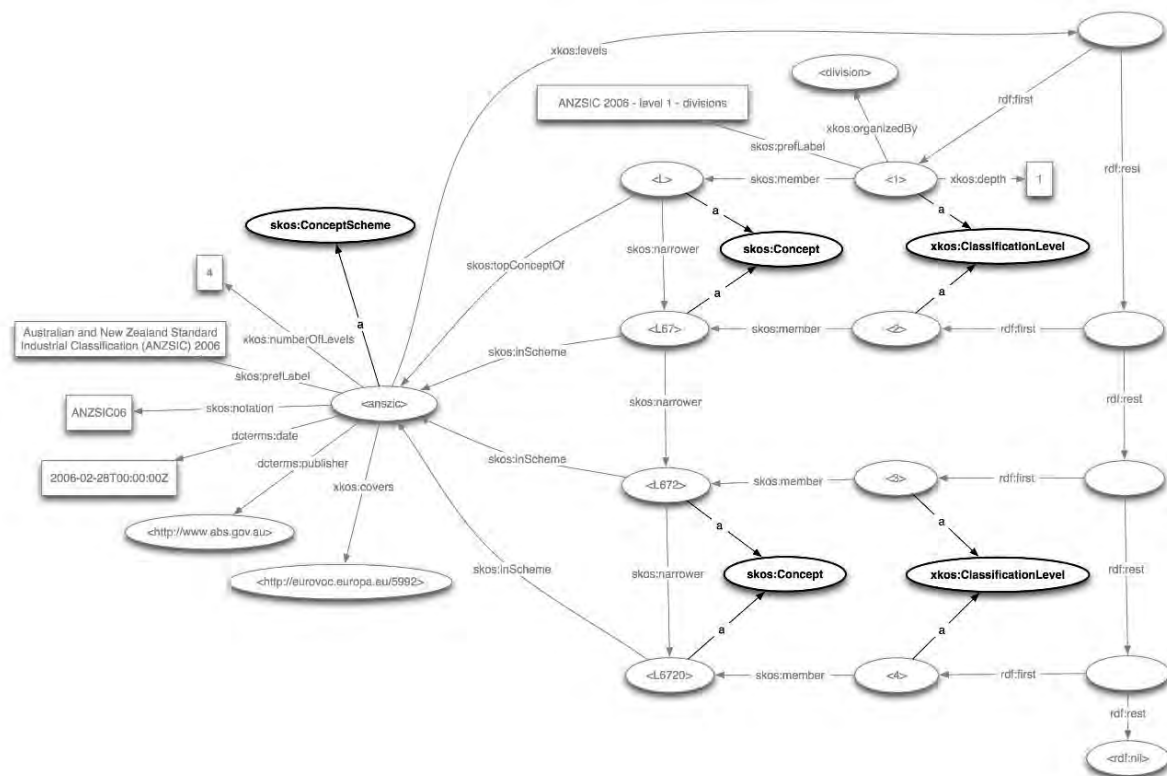 xkos:levels
<division>
ANZSIC 2006 - level 1 - divisions
rdf:first
xkos:organizedBy
skos:prefLabel
rdf:rest
<L>
skos:member
<1>
xkos:depth
1
a
a
skos:ConceptScheme
skos:narrower
skos:Concept
xkos:ClassificationLevel
skos:topConceptOf
4
a
a
a
Australian and New Zealand Standard
Industrial Classification (ANZSIC) 2006
xkos:numberOfLevels
<L67>
skos:member
<2>
rdf:first
skos:inScheme
skos:prefLabel
ANZSIC06
skos:notation
<anszic>
skos:narrower
rdf:rest
dcterms:date
skos:inScheme
dcterms:publisher
2006-02-28T00:00:00Z
xkos:covers
<L672>
skos:member
<3>
rdf:first
<http://www.abs.gov.au>
a
a
<http://eurovoc.europa.eu/5992>
skos:inScheme
skos:narrower
skos:Concept
xkos:ClassificationLevel
rdf:rest
a
a
<L6720>
skos:member
<4>
rdf:first
rdf:rest
<rdf:nil>